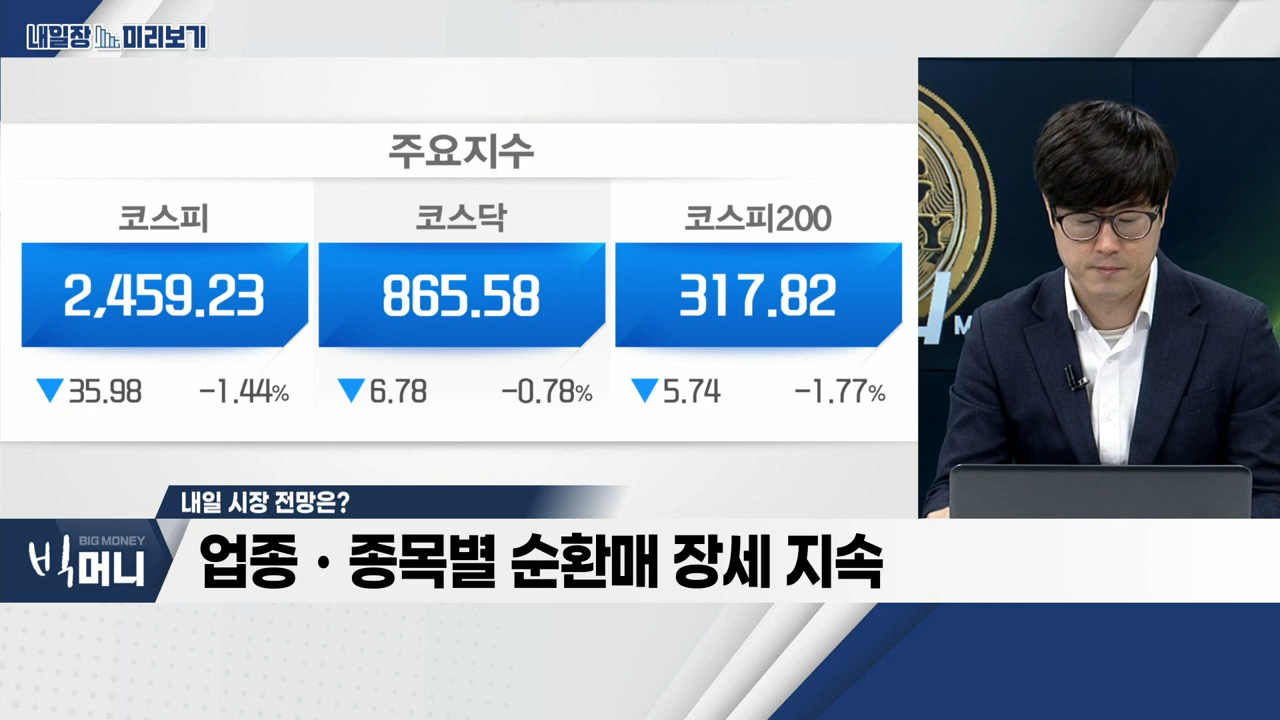 내일장 미리보기
주요지수
코스피 코스닥 코스피200
2,459.23 865.58 317.82
▼35.98 -1.44% ▼6.78 -0.78% ▼5.74 -1.77%
내일 시장 전망은?
BIG MONEY
빅머니
업종·종목별 순환매 장세 지속